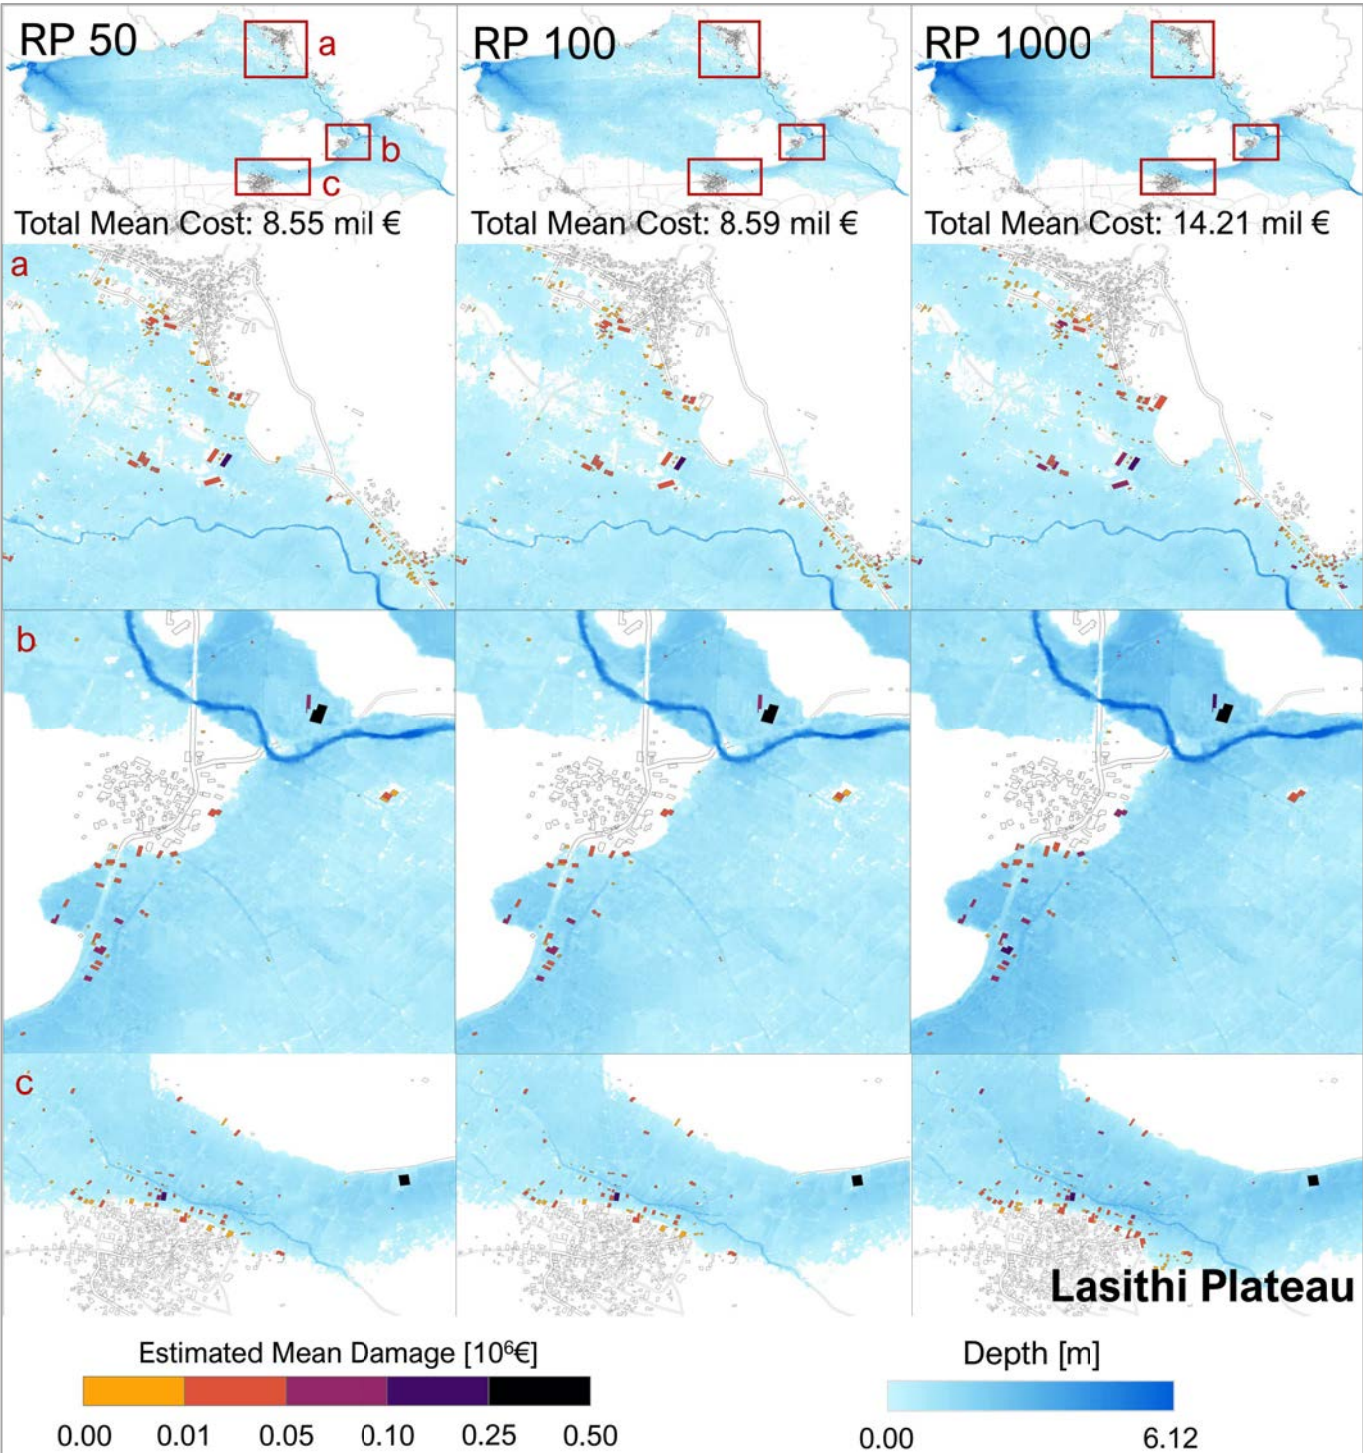 RP 50
RP 100
RP 1000
a
b
c
Total Mean Cost: 8.55 mil €
Total Mean Cost: 8.59 mil €
Total Mean Cost: 14.21 mil €
a
b
c
Lasithi Plateau
Estimated Mean Damage [10⁶€]
0.00 0.01 0.05 0.10 0.25 0.50
Depth [m]
0.00 6.12